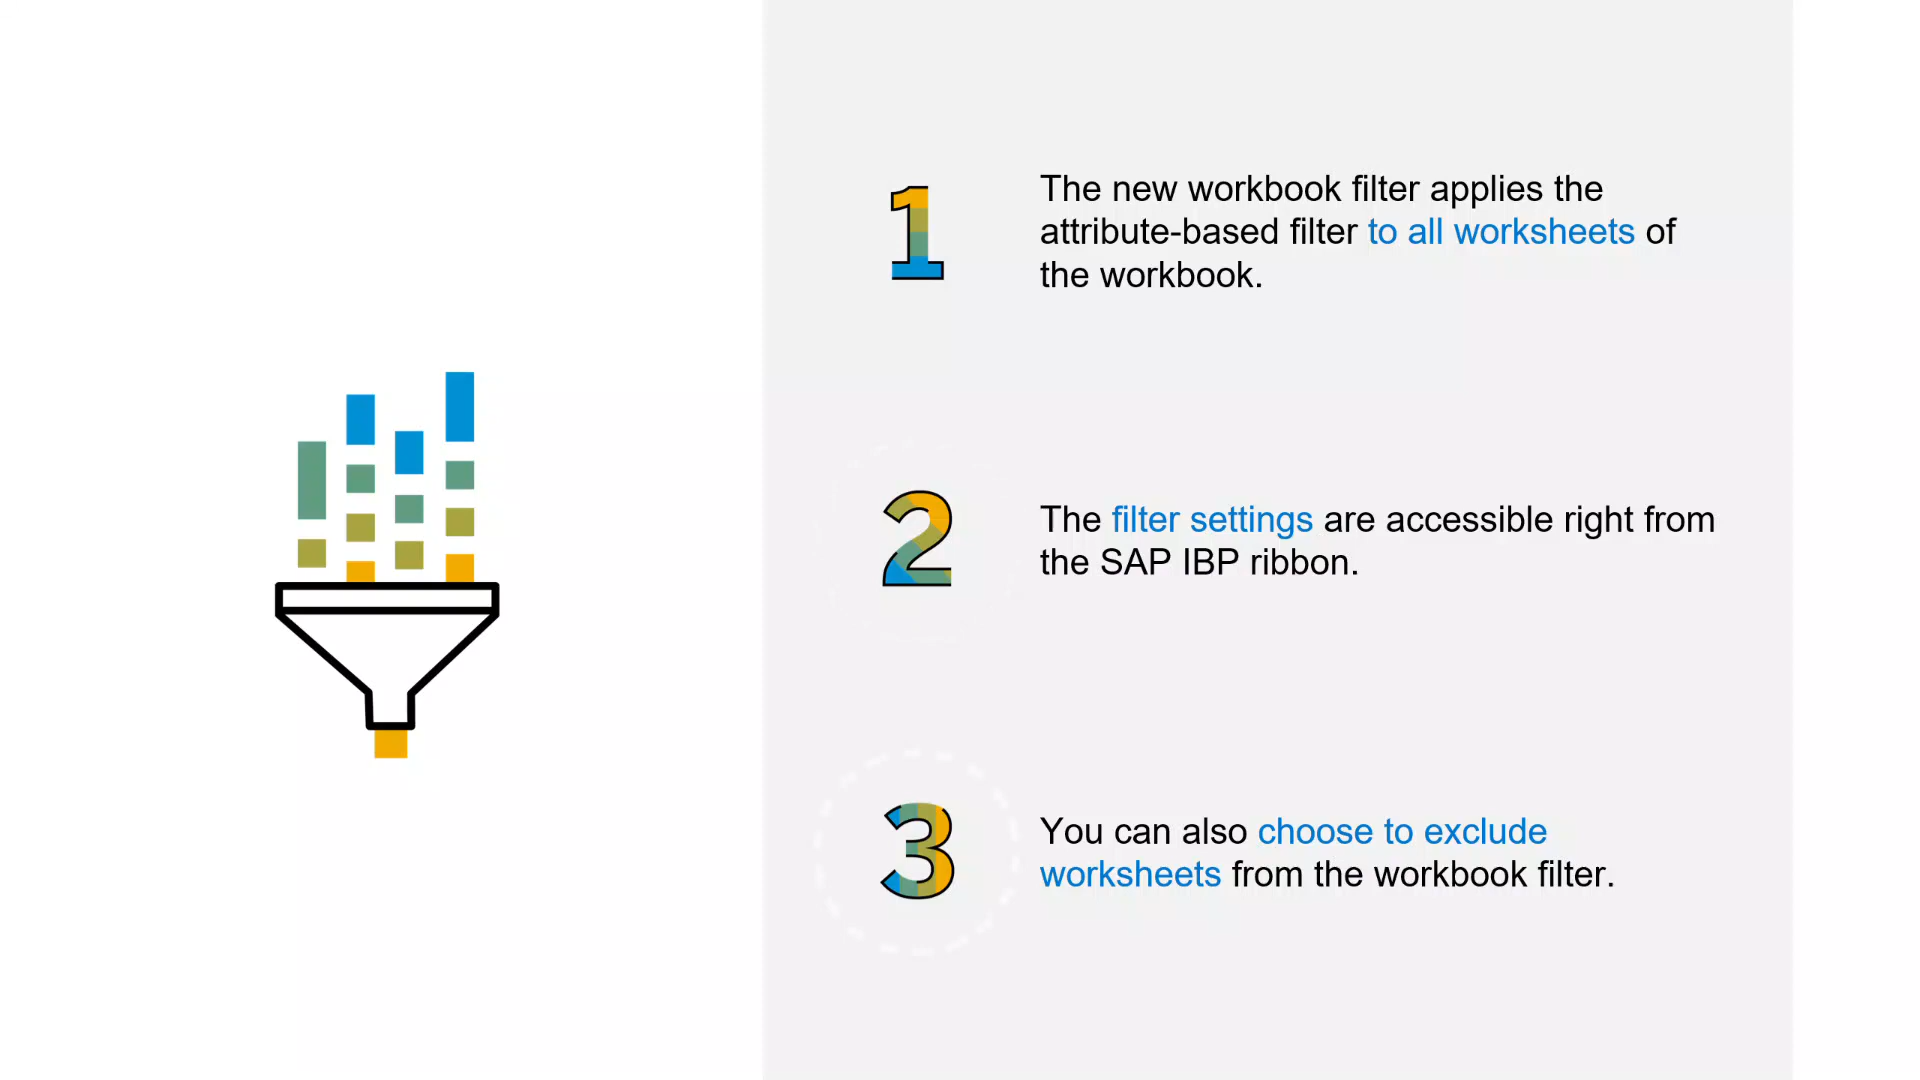 1
The new workbook filter applies the
attribute-based filter to all worksheets of
the workbook.
2
The filter settings are accessible right from
the SAP IBP ribbon.
3
You can also choose to exclude
worksheets from the workbook filter.